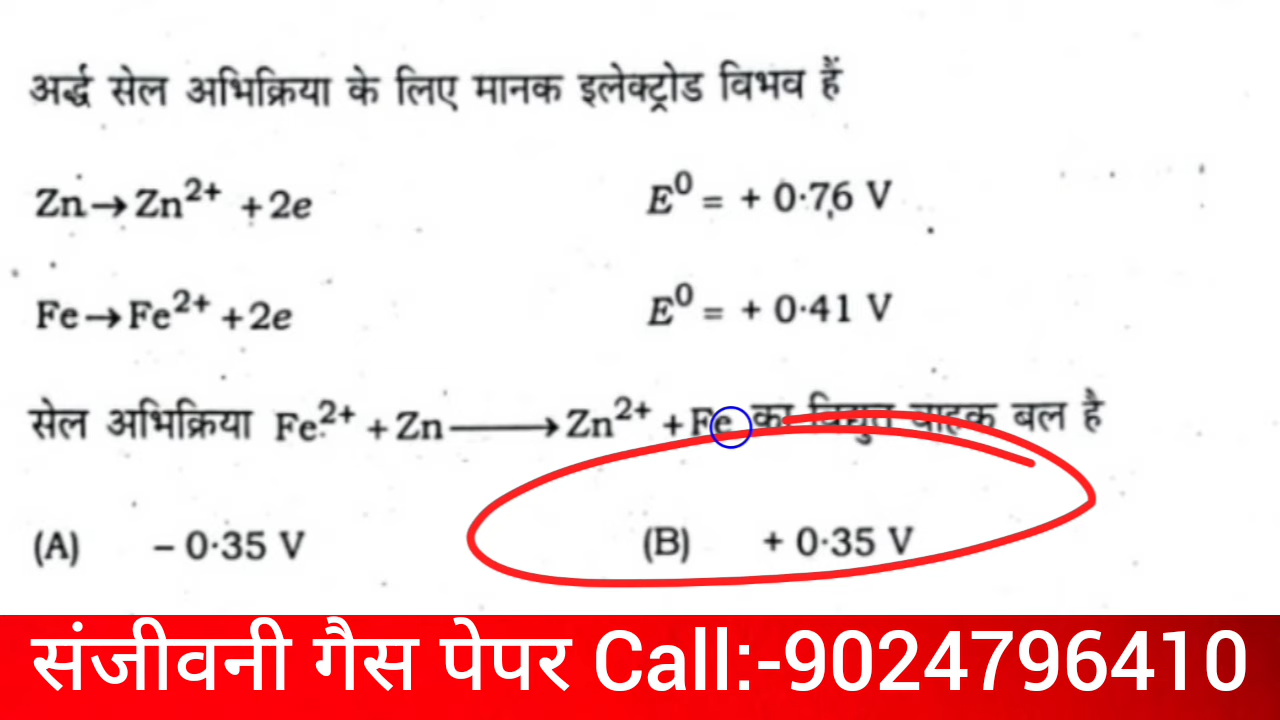 अर्द्ध सेल अभिक्रिया के लिए मानक इलेक्ट्रोड विभव हैं
Zn→Zn²⁺ +2e E⁰ = + 0·76 V
Fe→Fe²⁺ +2e E⁰ = + 0·41 V
सेल अभिक्रिया Fe²⁺ + Zn ⟶ Zn²⁺ + Fe का विद्युत वाहक बल है
(A) – 0·35 V (B) + 0·35 V
संजीवनी गैस पेपर Call:-9024796410